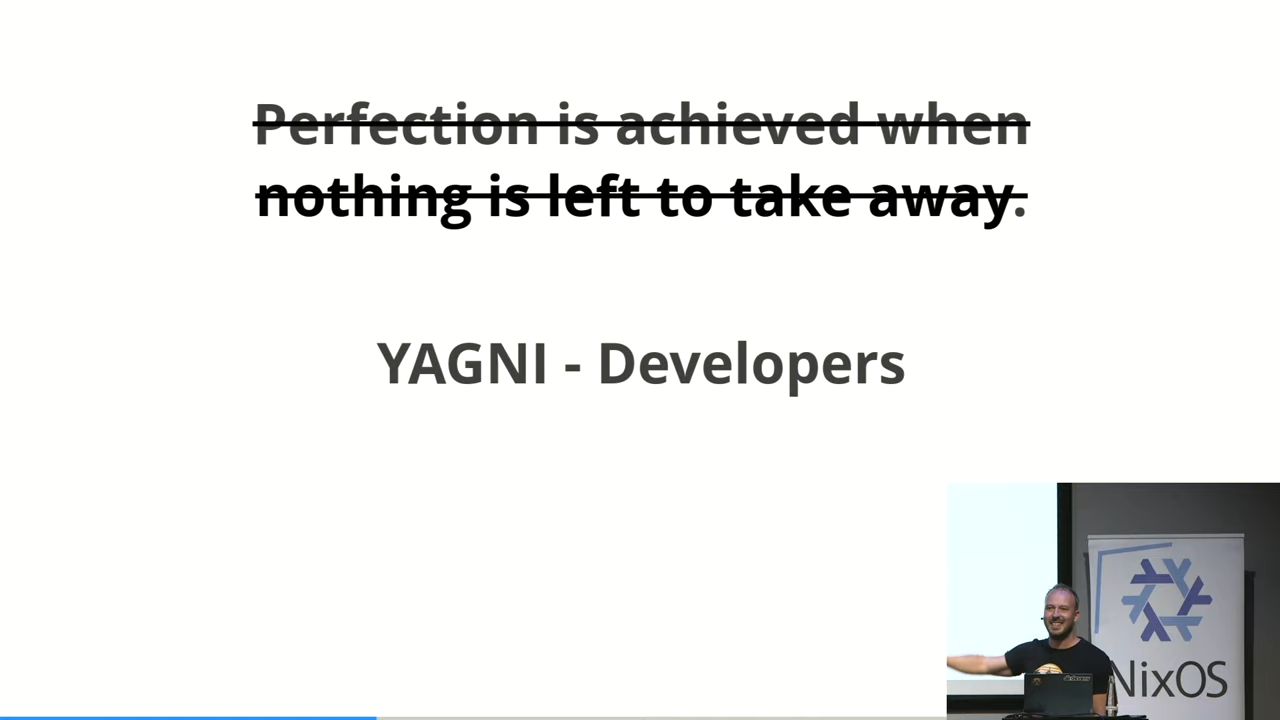 Perfection is achieved when
nothing is left to take away.
YAGNI - Developers
NixOS